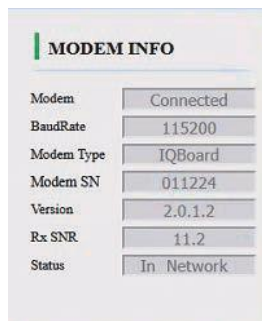 MODEM INFO
Modem Connected
BaudRate 115200
Modem Type IQBoard
Modem SN 011224
Version 2.0.1.2
Rx SNR 11.2
Status In Network